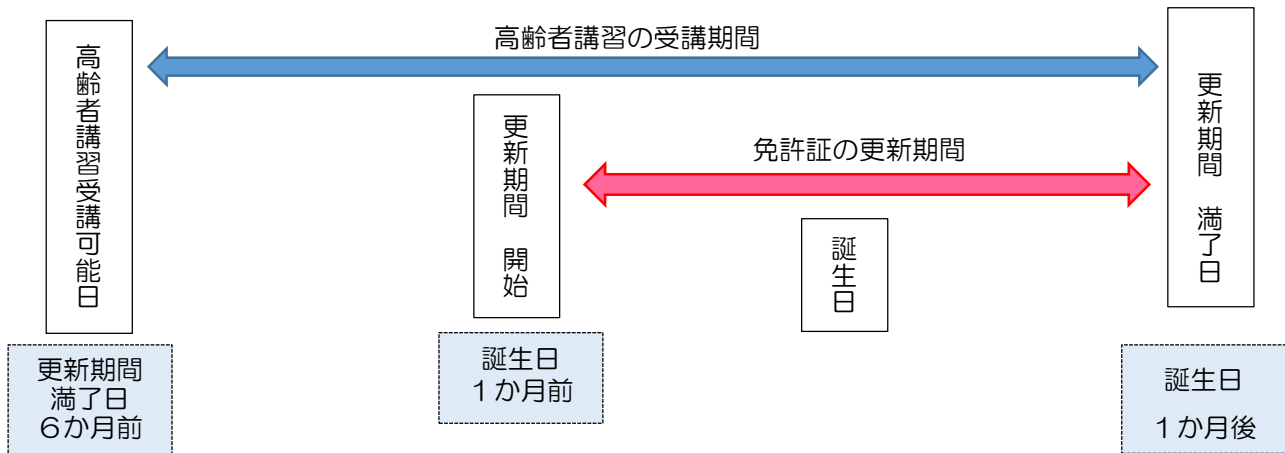 高齢者講習の受講期間
高齢者講習受講可能日
更新期間　開始
免許証の更新期間
誕生日
更新期間　満了日
更新期間
満了日
６か月前
誕生日
１か月前
誕生日
１か月後